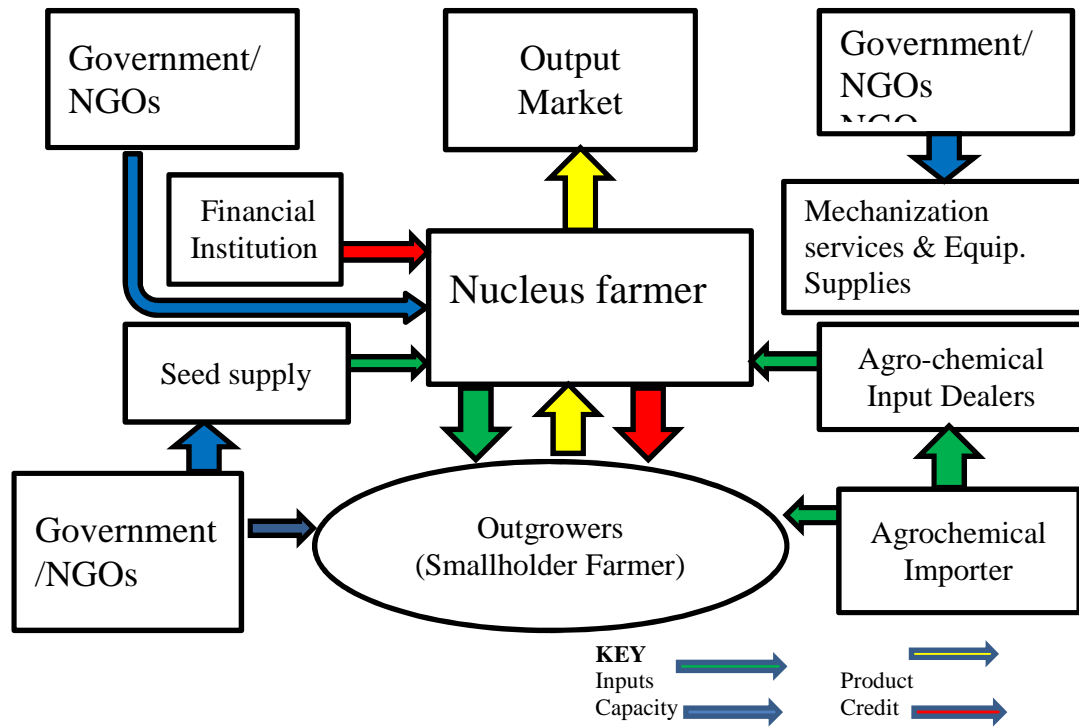 Government/
NGOs
Output
Market
Government/
NGOs
NGO
Financial
Institution
Mechanization
services & Equip.
Supplies
Nucleus farmer
Seed supply
Agro-chemical
Input Dealers
Government
/NGOs
Outgrowers
(Smallholder Farmer)
Agrochemical
Importer
KEY
Inputs
Product
Capacity
Credit